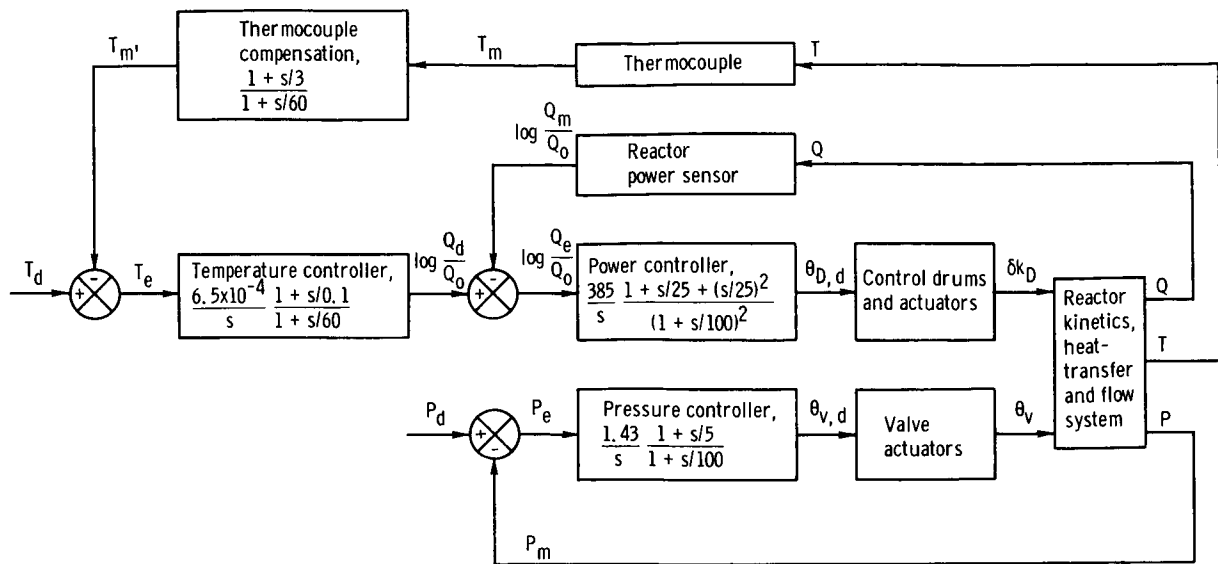 T_m'
Thermocouple
compensation,
1 + s/3
1 + s/60
T_m
Thermocouple
T
log Q_m
Q_o
Reactor
power sensor
Q
T_d
-
+
T_e
Temperature controller,
6.5x10^-4 1 + s/0.1
s 1 + s/60
log Q_d
Q_o
-
+
log Q_e
Q_o
Power controller,
385 1 + s/25 + (s/25)^2
s (1 + s/100)^2
θ_D, d
Control drums
and actuators
δk_D
Reactor
kinetics,
heat-
transfer
and flow
system
Q
T
P
P_d
+
-
P_e
Pressure controller,
1.43 1 + s/5
s 1 + s/100
θ_v, d
Valve
actuators
θ_v
P_m